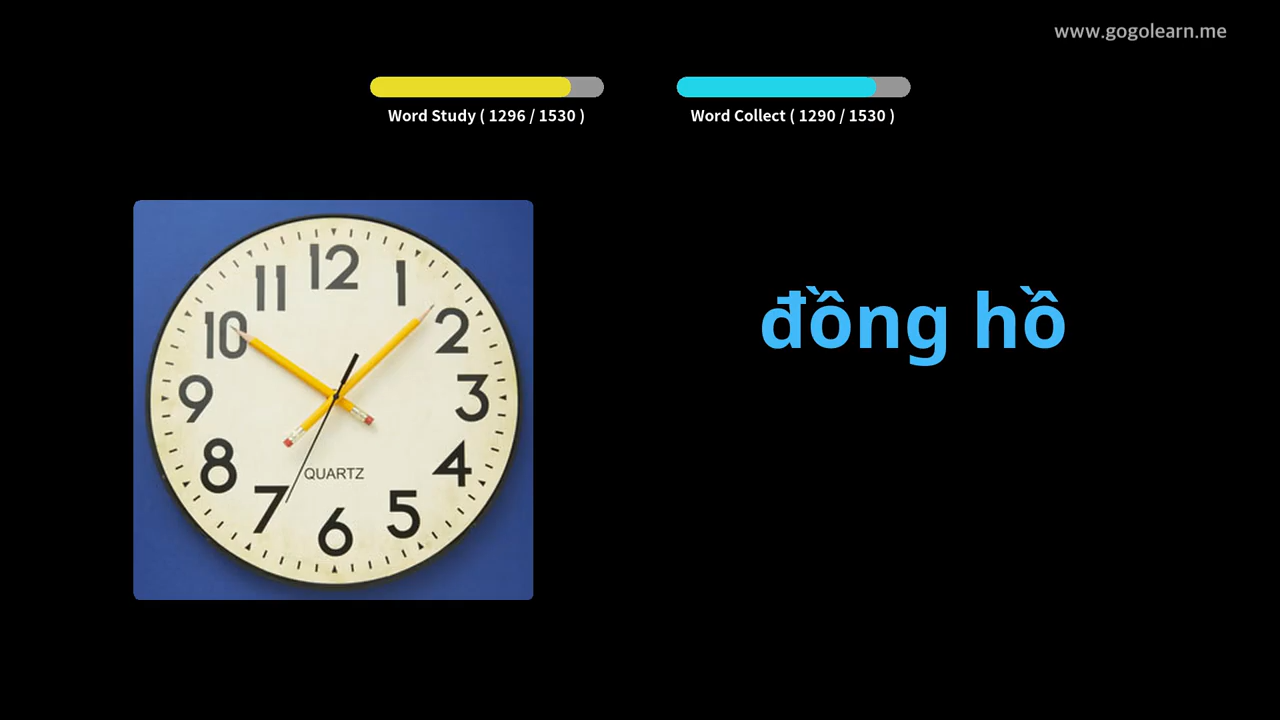 www.gogolearn.me
Word Study ( 1296 / 1530 )
Word Collect ( 1290 / 1530 )
12
11
1
10
2
9
3
8
4
7
5
6
QUARTZ
đồng hồ